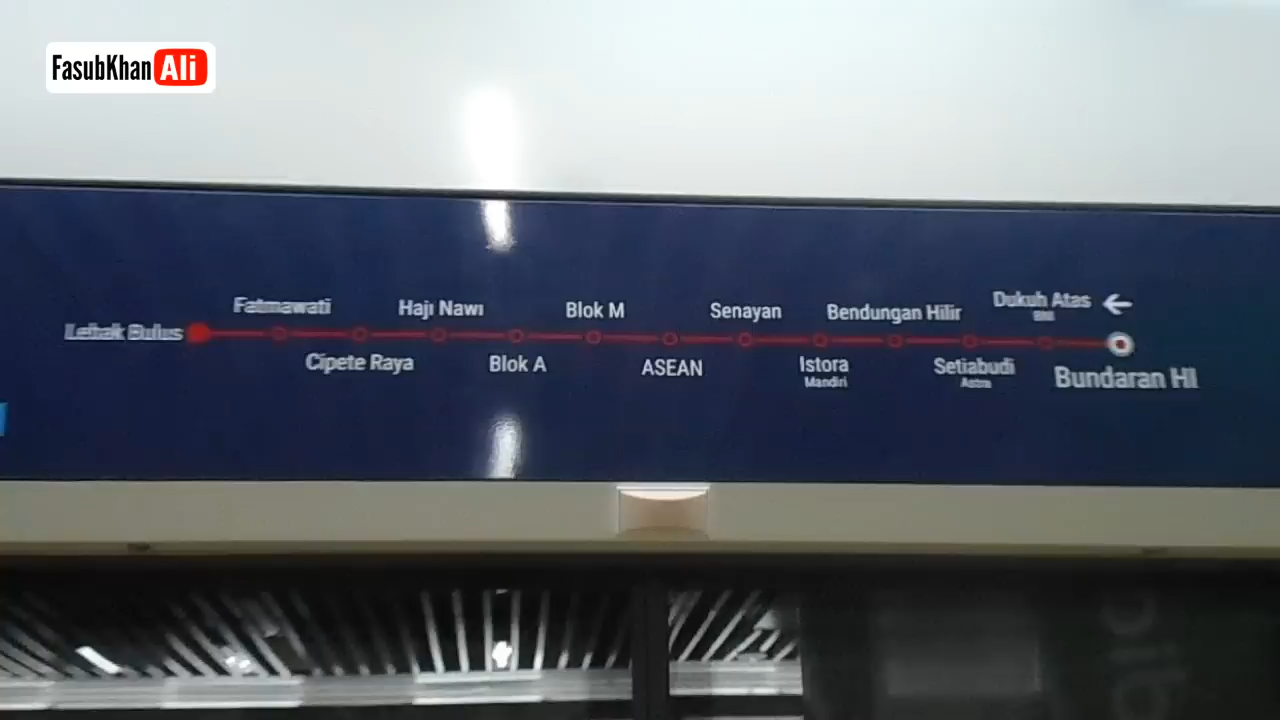 FasubKhan Ali
Lebak Bulus
Fatmawati
Cipete Raya
Haji Nawi
Blok A
Blok M
ASEAN
Senayan
Istora
Mandiri
Bendungan Hilir
Setiabudi
Astra
Dukuh Atas
BNI
Bundaran HI